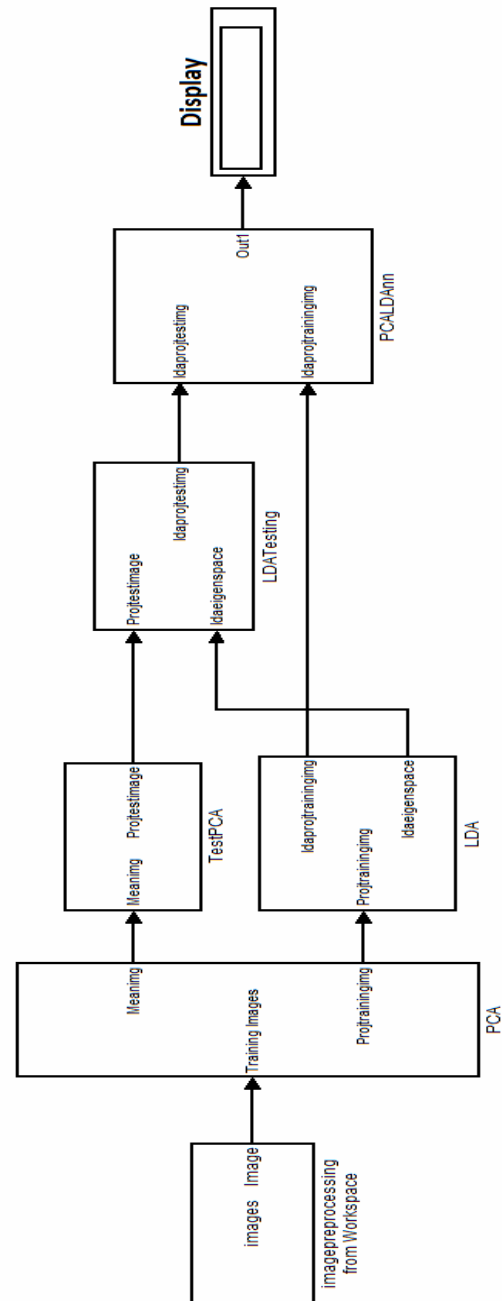 images Image
imagepreprocessing
from Workspace
Training Images
Meanimg
Projtrainingimg
PCA
Meanimg Projtestimage
TestPCA
Projtrainingimg
ldaprojtrainingimg
ldaeigenspace
LDA
Projtestimage
ldaeigenspace
ldaprojtestimg
LDATesting
ldaprojtestimg
ldaprojtrainingimg
Out1
PCALDAnn
Display